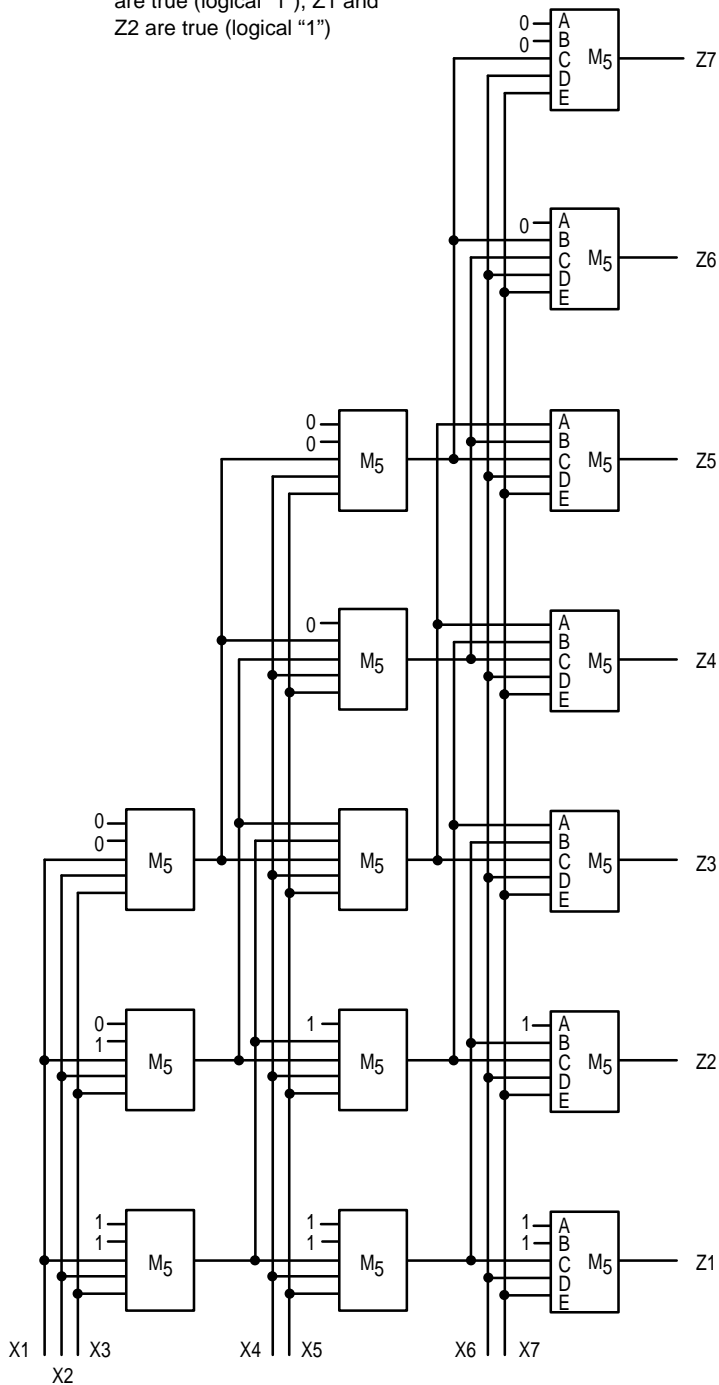 are true (logical “1”), Z1 and
Z2 are true (logical “1”)
0 A
0 B
C M5 Z7
D
E
0 A
B
C M5 Z6
D
E
0
0
M5
A
B
C M5 Z5
D
E
0
M5
A
B
C M5 Z4
D
E
0
0
M5
M5
A
B
C M5 Z3
D
E
0
1
M5
1
M5
1 A
B
C M5 Z2
D
E
1
1
M5
1
1
M5
1 A
1 B
C M5 Z1
D
E
X1 X3 X4 X5 X6 X7
X2